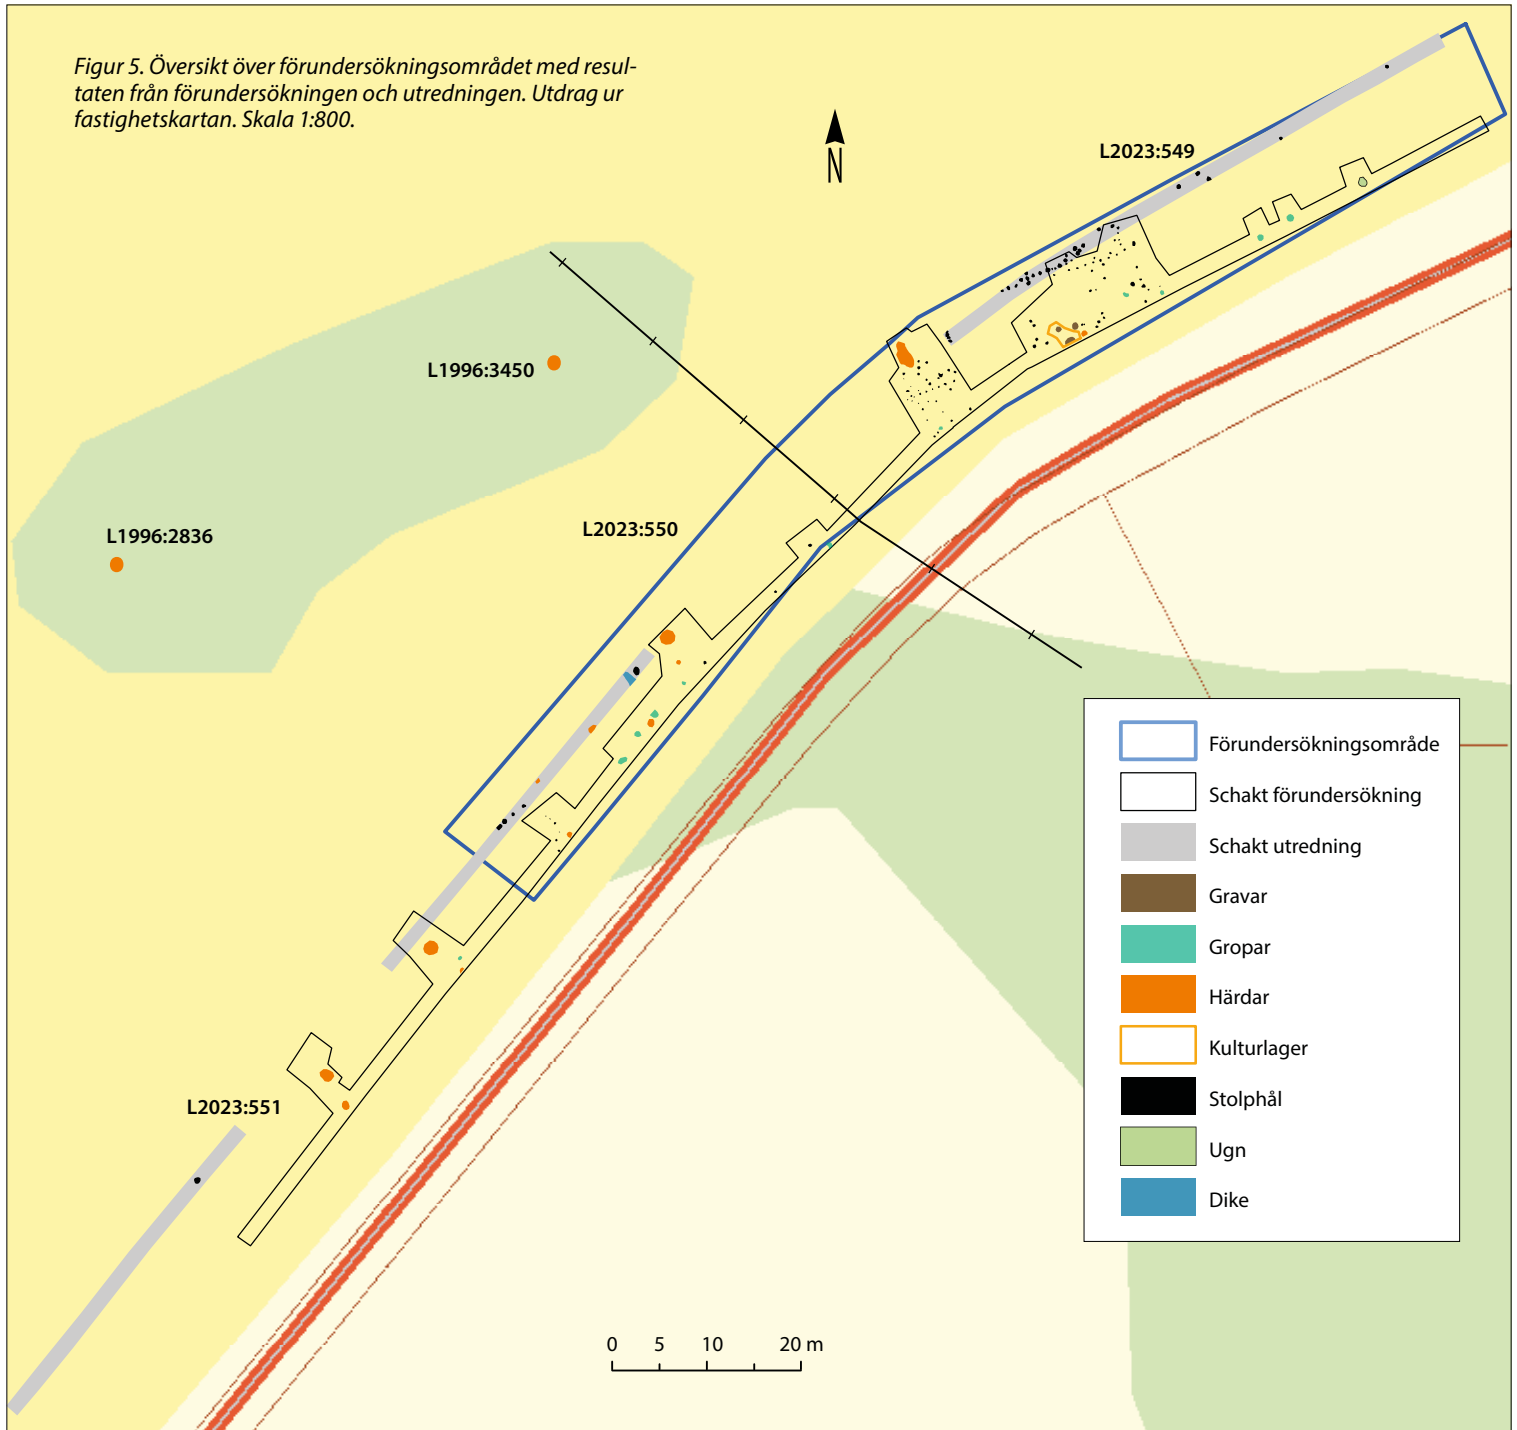 Figur 5. Översikt över förundersökningsområdet med resul-
taten från förundersökningen och utredningen. Utdrag ur
fastighetskartan. Skala 1:800.
N
L2023:549
L1996:3450
L1996:2836
L2023:550
L2023:551
Förundersökningsområde
Schakt förundersökning
Schakt utredning
Gravar
Gropar
Härdar
Kulturlager
Stolphål
Ugn
Dike
0 5 10 20 m